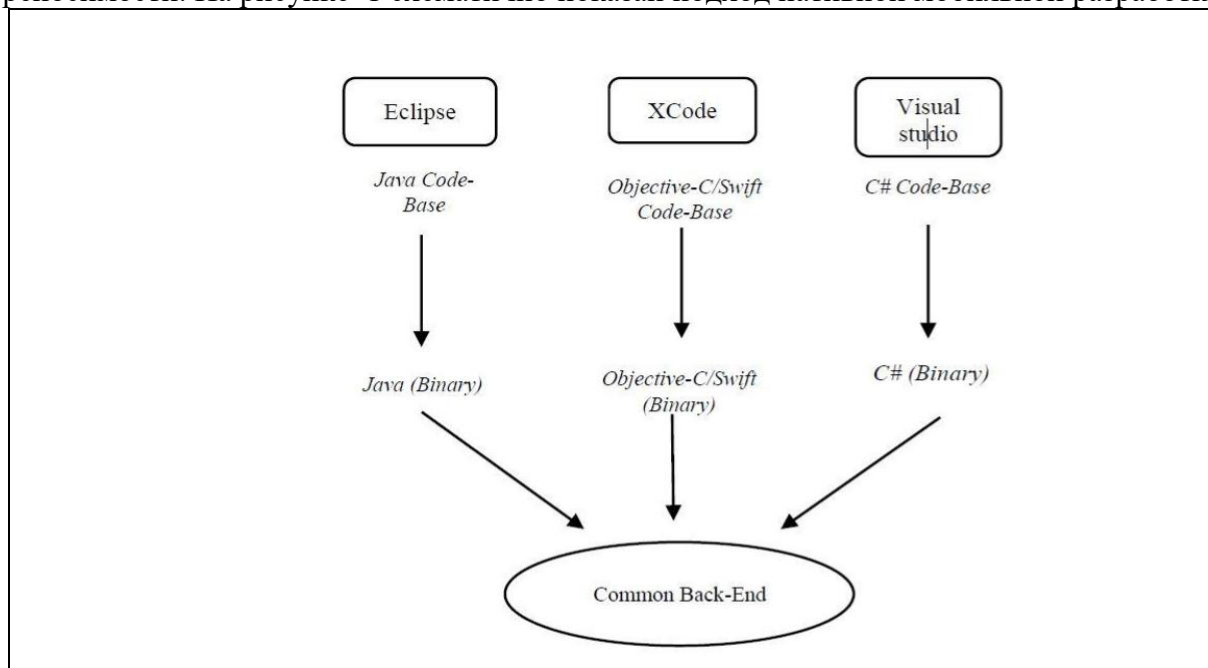 Eclipse
XCode
Visual
studio
Java Code-
Base
Objective-C/Swift
Code-Base
C# Code-Base
Java (Binary)
Objective-C/Swift
(Binary)
C# (Binary)
Common Back-End